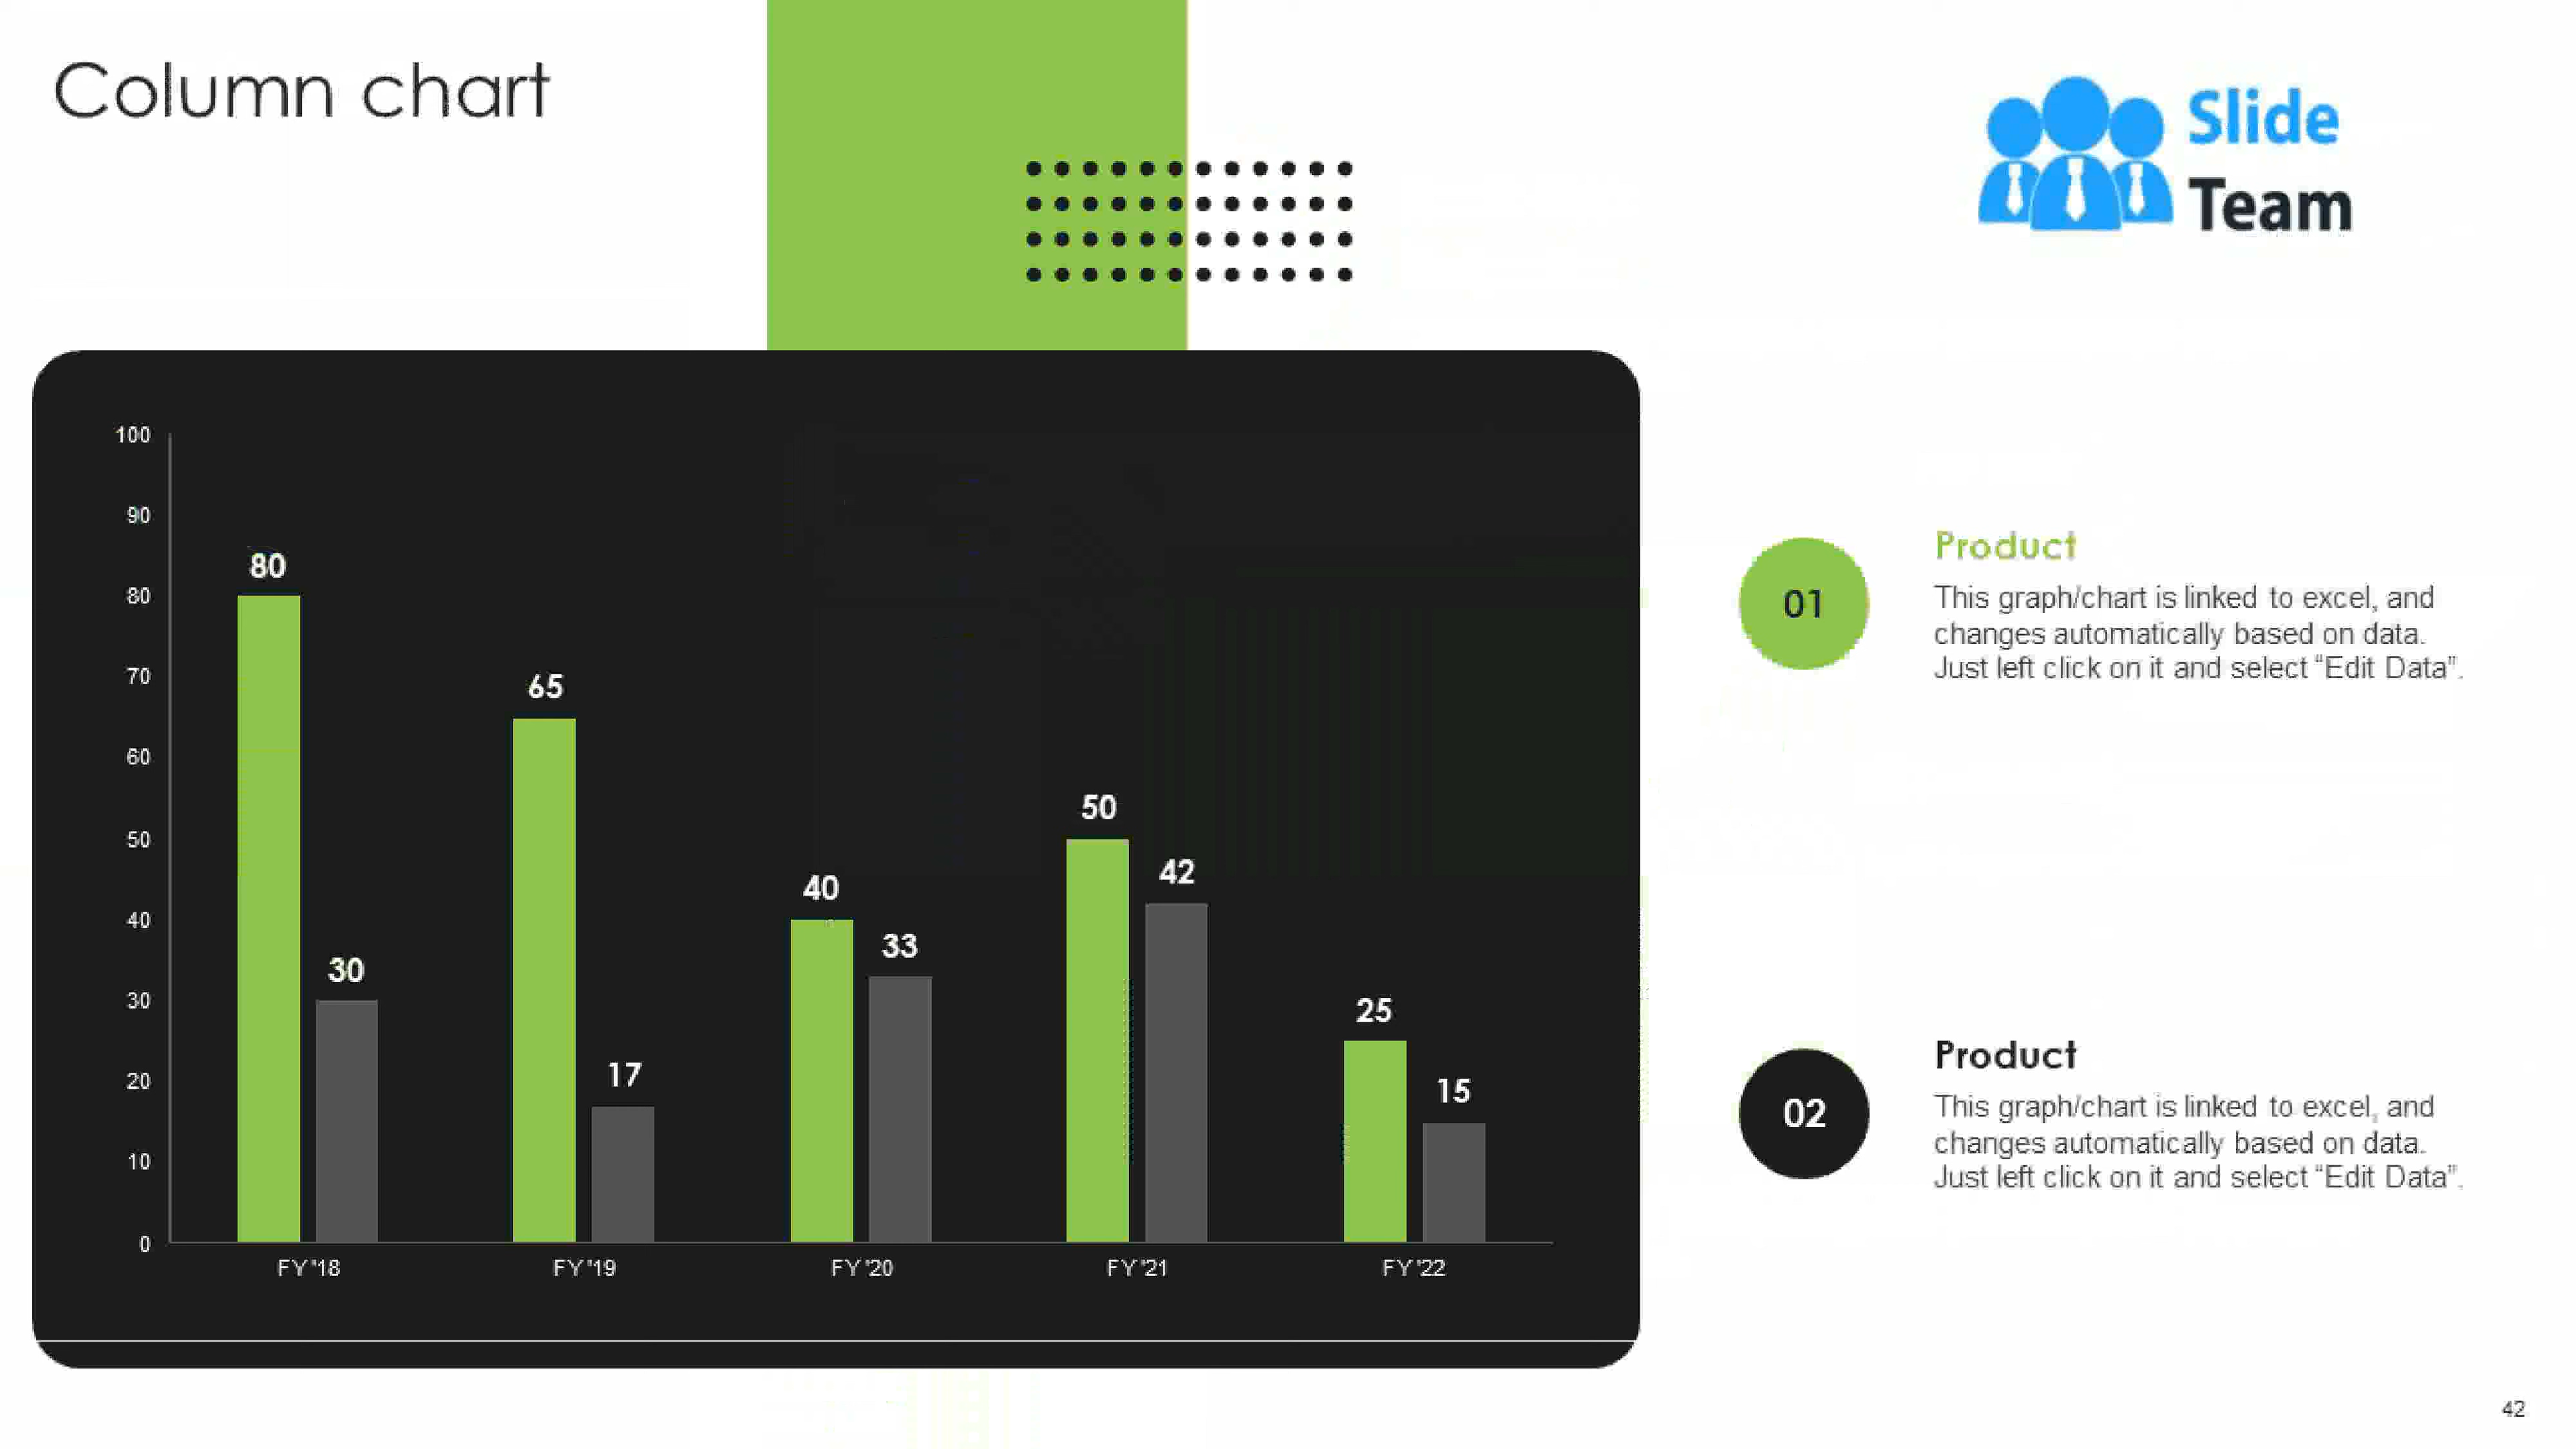 Column chart
Slide
Team
100
90
80
70
60
50
40
30
20
10
0
80
30
65
17
40
33
50
42
25
15
FY'18
FY'19
FY'20
FY'21
FY'22
01
Product
This graph/chart is linked to excel, and
changes automatically based on data.
Just left click on it and select “Edit Data”.
02
Product
This graph/chart is linked to excel, and
changes automatically based on data.
Just left click on it and select “Edit Data”.
42